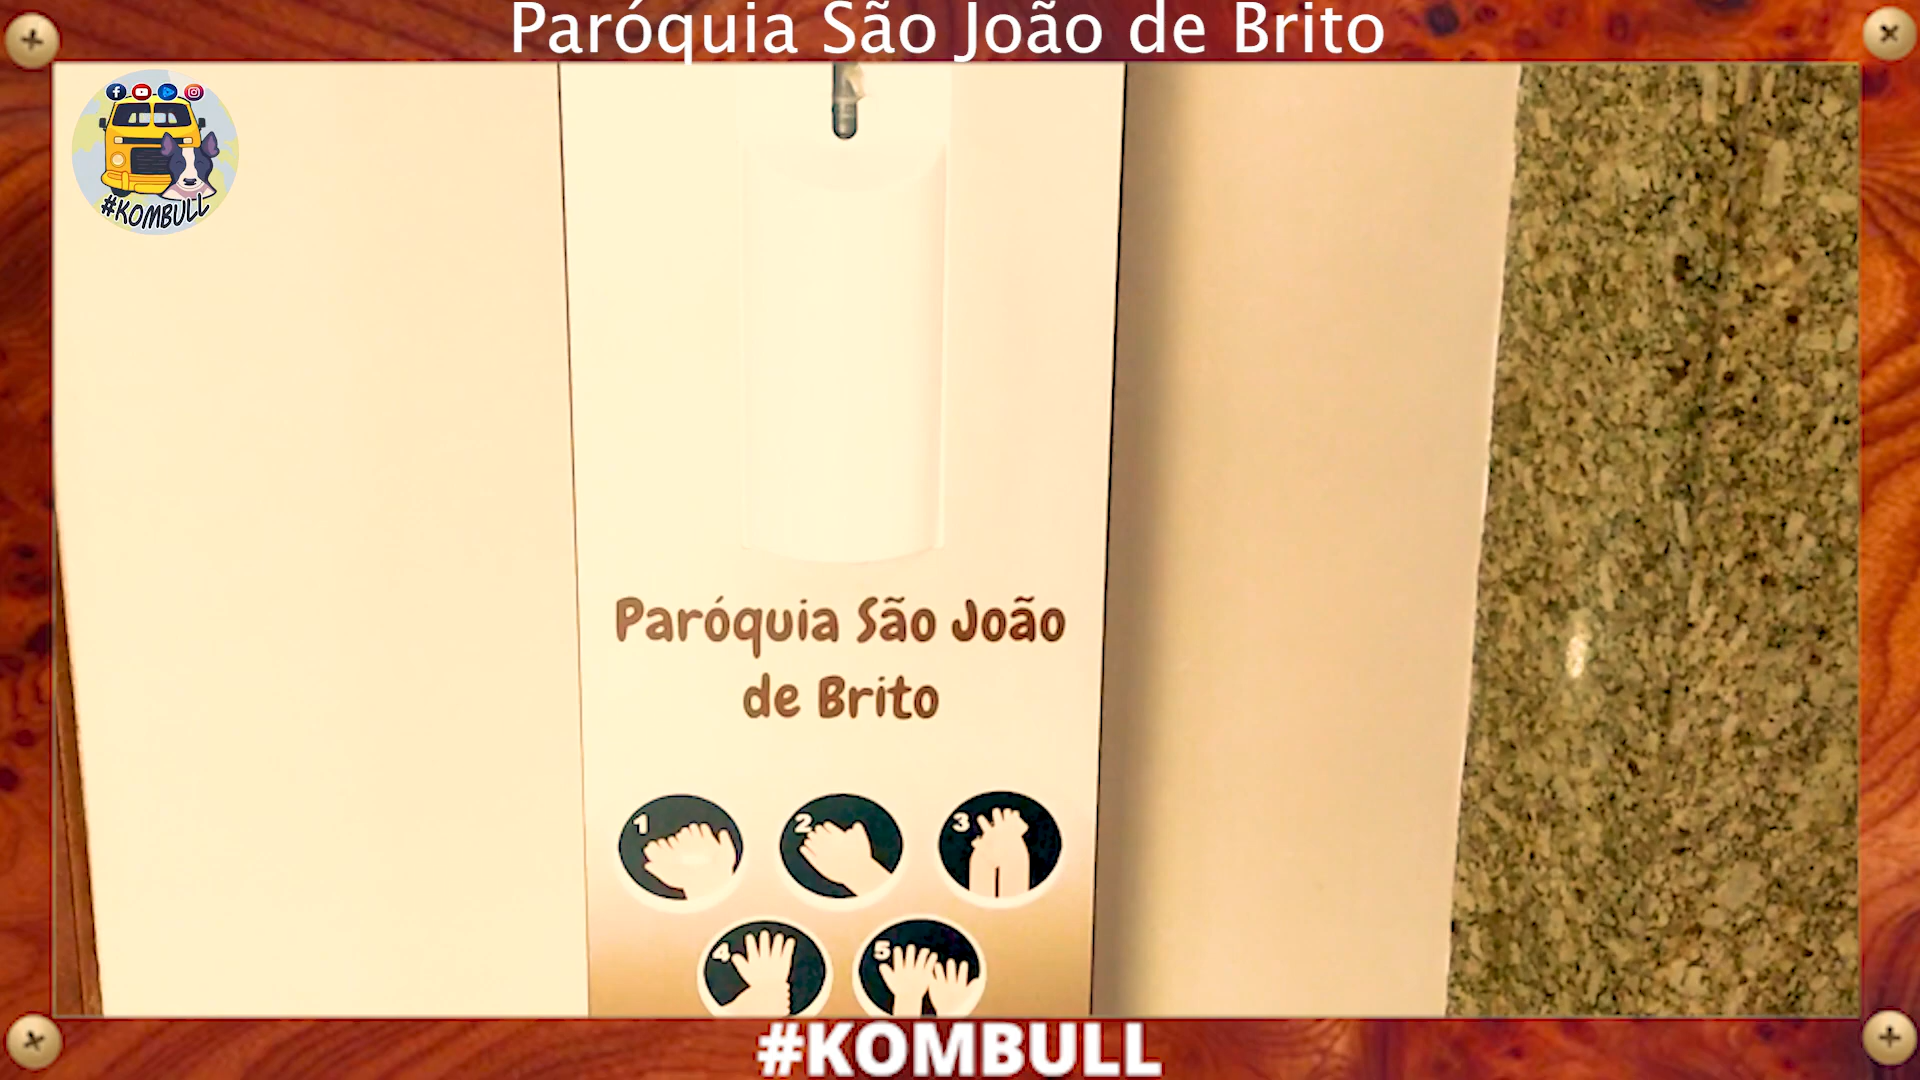 Paróquia São João de Brito
#KOMBULL
Paróquia São João
de Brito
1
2
3
4
5
#KOMBULL